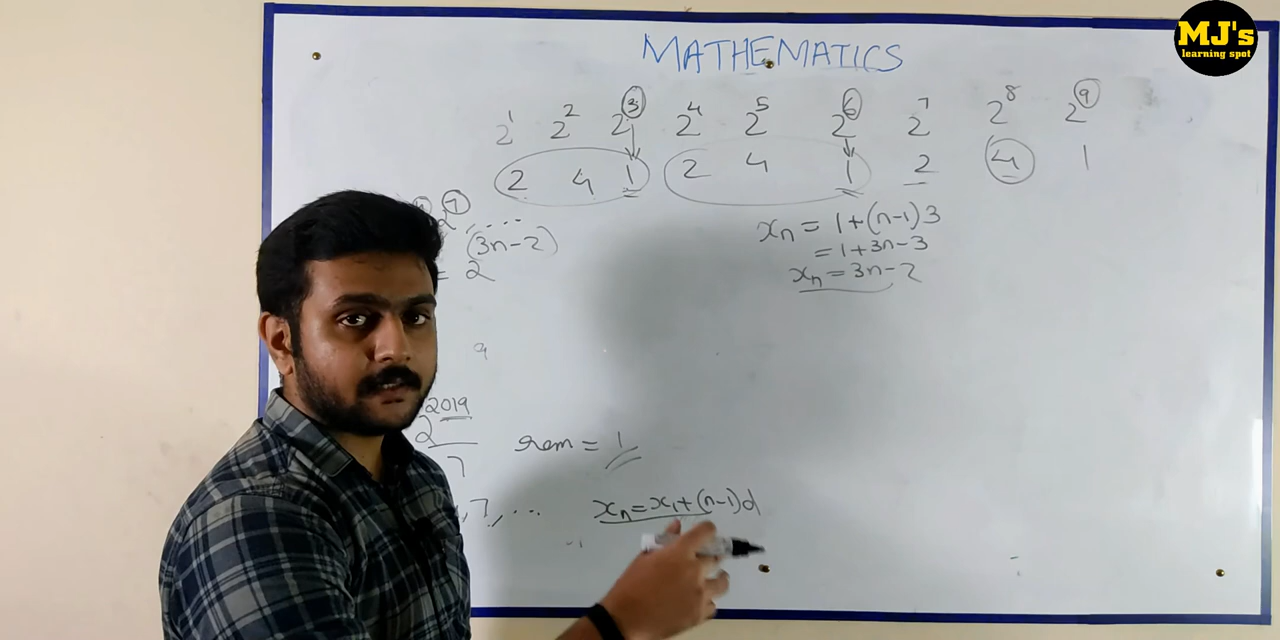 MJ's
learning spot
MATHEMATICS
2¹ 2² 2³ 2⁴ 2⁵ 2⁶ 2⁷ 2⁸ 2⁹
2 4 1 2 4 1 2 4 1
2⁷, ...
= 2⁽³ⁿ⁻²⁾
xₙ = 1+(n-1)3
= 1+3n-3
xₙ = 3n-2
9
2²⁰¹⁹
7
rem = 1
, 7, ...
xₙ = x₁+(n-1)d